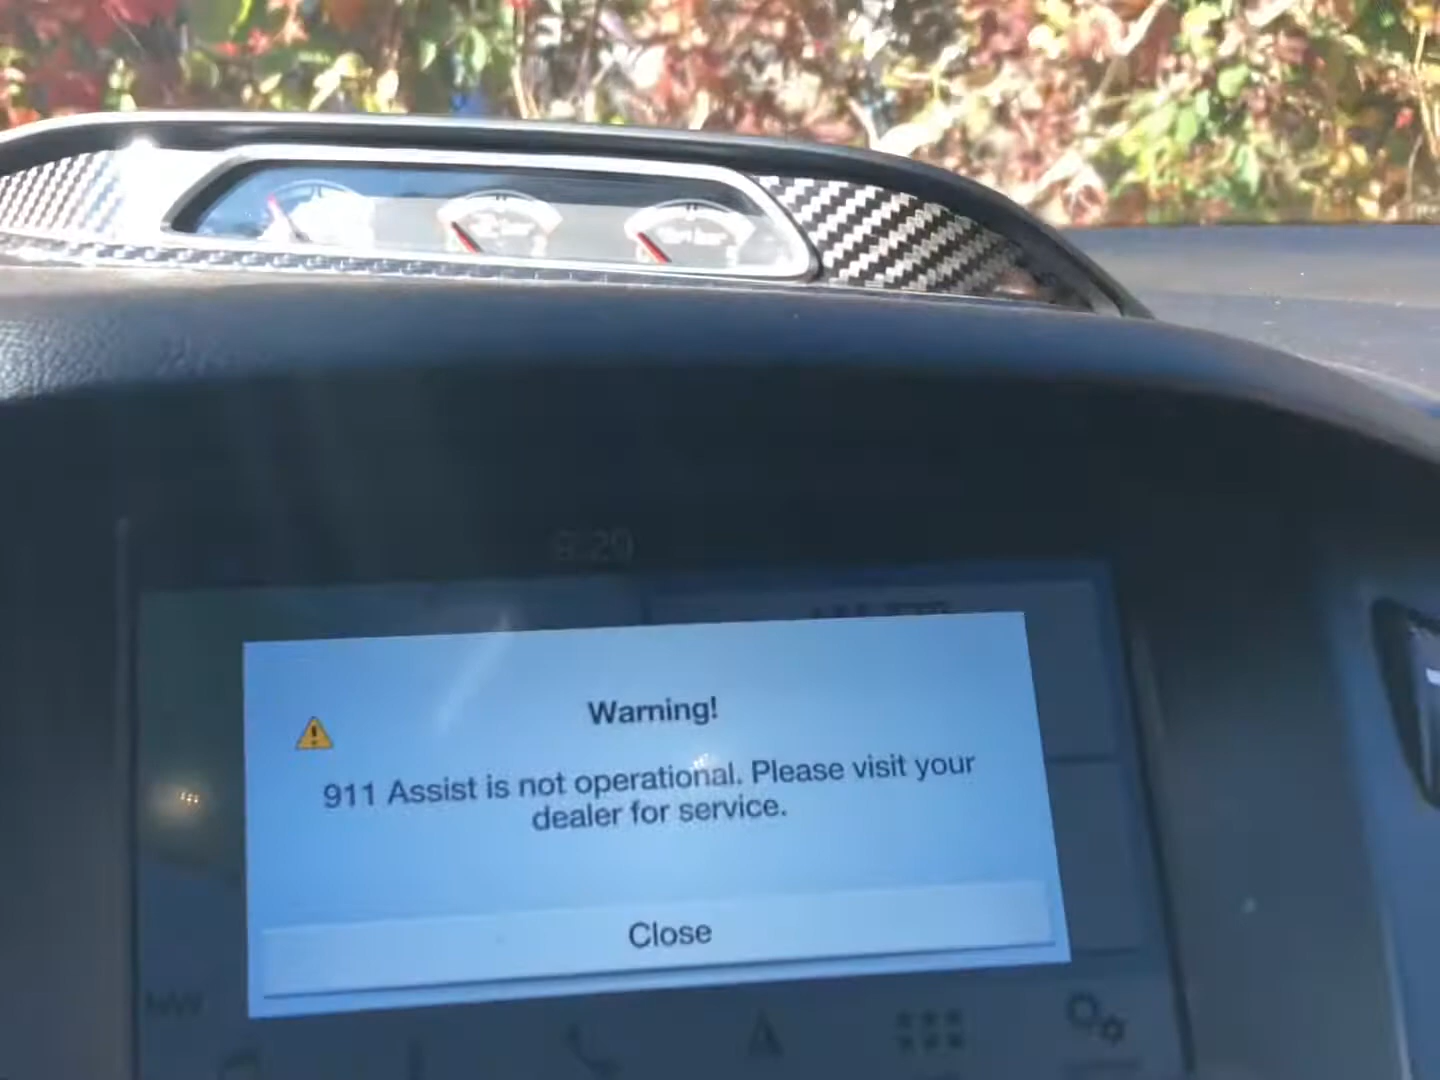 Warning!
911 Assist is not operational. Please visit your
dealer for service.
Close